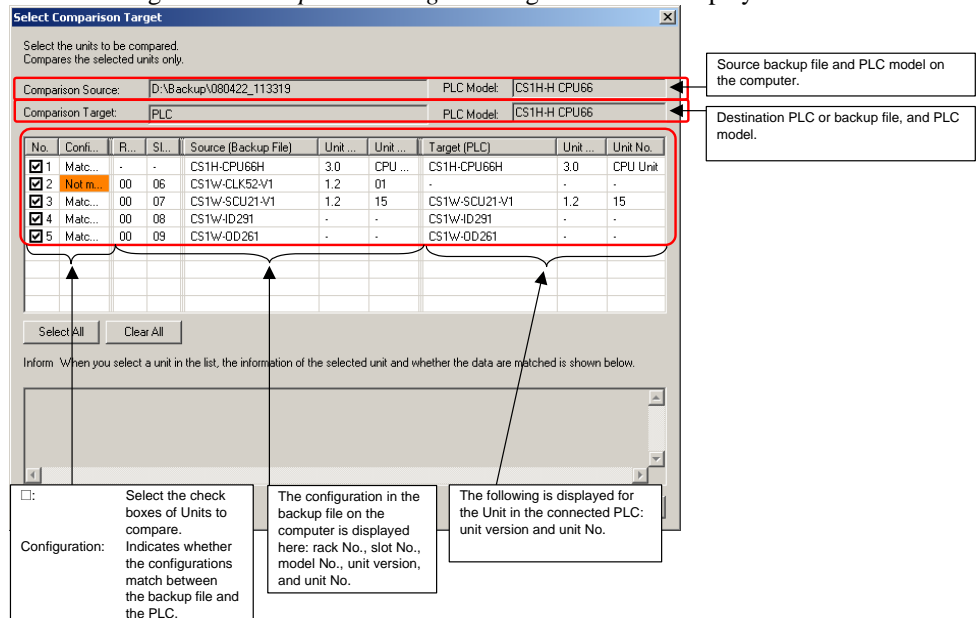 Select Comparison Target
Select the units to be compared.
Compares the selected units only.
Comparison Source: D:\Backup\080422_113319 PLC Model: CS1H-H CPU66
Comparison Target: PLC PLC Model: CS1H-H CPU66
Source backup file and PLC model on
the computer.
Destination PLC or backup file, and PLC
model.
No. Confi... R... Sl... Source (Backup File) Unit ... Unit ... Target (PLC) Unit ... Unit No.
1 Matc... - - CS1H-CPU66H 3.0 CPU ... CS1H-CPU66H 3.0 CPU Unit
2 Not m... 00 06 CS1W-CLK52-V1 1.2 01 - - -
3 Matc... 00 07 CS1W-SCU21-V1 1.2 15 CS1W-SCU21-V1 1.2 15
4 Matc... 00 08 CS1W-ID291 - - CS1W-ID291 - -
5 Matc... 00 09 CS1W-OD261 - - CS1W-OD261 - -
Select All Clear All
Inform When you select a unit in the list, the information of the selected unit and whether the data are matched is shown below.
□: Select the check
boxes of Units to
compare.
Configuration: Indicates whether
the configurations
match between
the backup file and
the PLC.
The configuration in the
backup file on the
computer is displayed
here: rack No., slot No.,
model No., unit version,
and unit No.
The following is displayed for
the Unit in the connected PLC:
unit version and unit No.